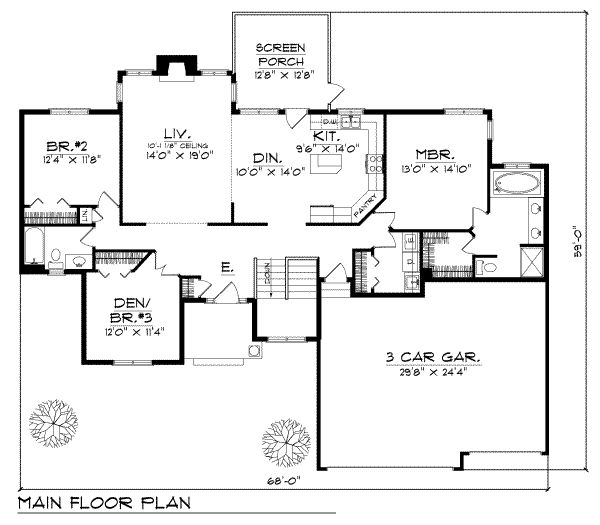 SCREEN
PORCH
12'8" × 12'8"
LIV.
10'-1 1/8" CEILING
14'0" × 19'0"
BR. #2
12'4" × 11'8"
LIN.
D.W.
KIT.
9'6" × 14'0"
DIN.
10'0" × 14'0"
MBR.
13'0" × 14'10"
PANTRY
E.
DOWN
DEN/
BR. #3
12'0" × 11'4"
3 CAR GAR.
29'8" × 24'4"
59'-0"
68'-0"
MAIN FLOOR PLAN